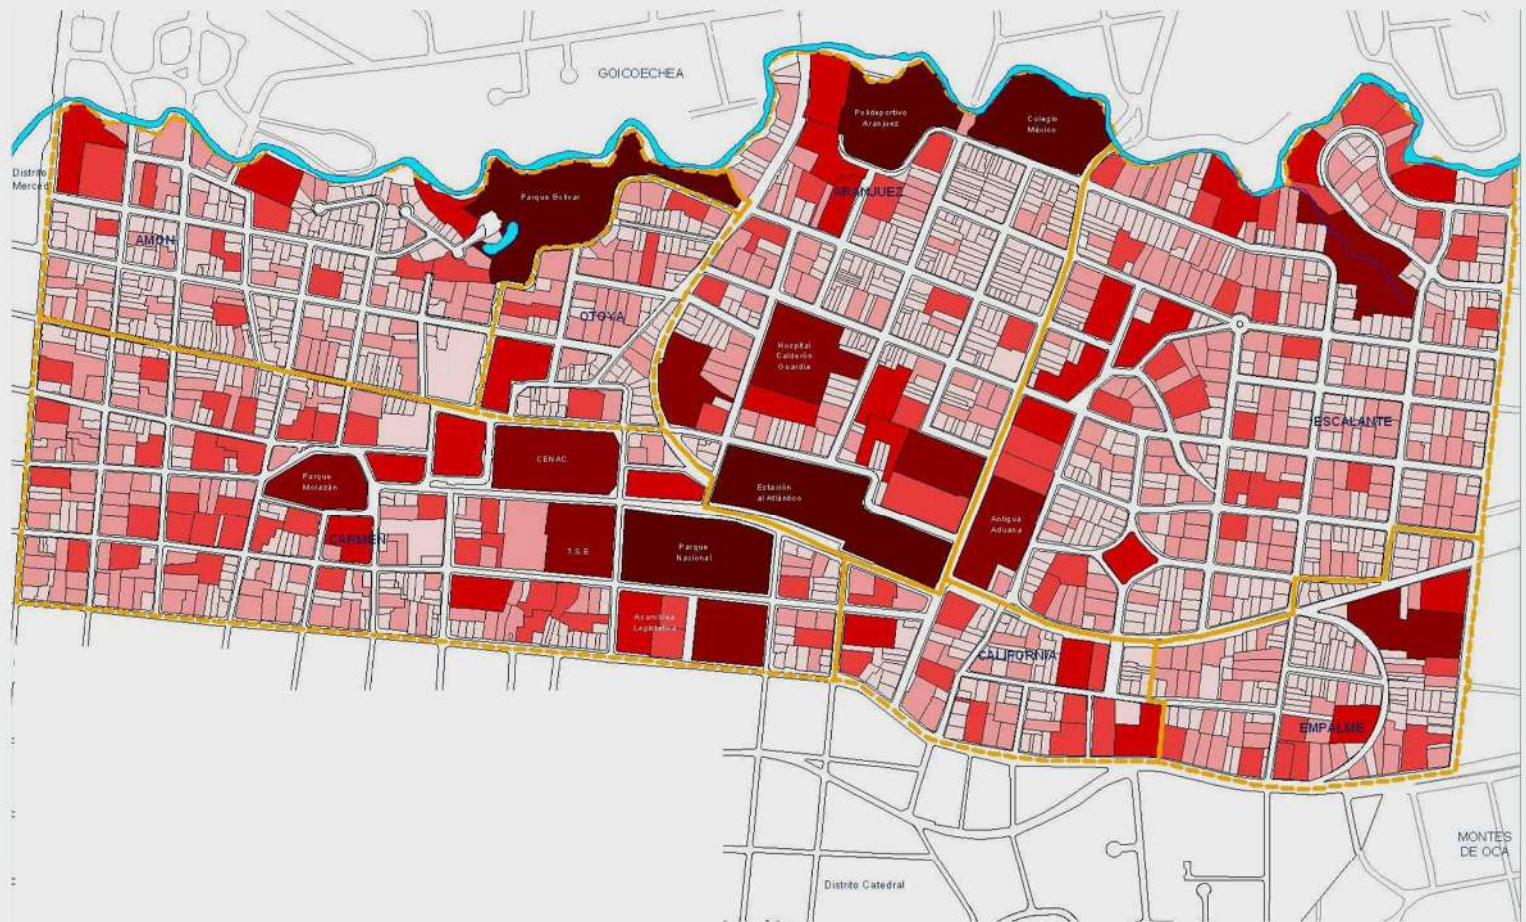 GOICOECHEA
Polideportivo
Aranjuez
Colegio
México
Distrito
Merced
ARANJUEZ
Parque Bolivar
AMON
OTOYA
Hospital
Calderón
Guardia
ESCALANTE
CENAC
Parque
Morazán
Estación
al Atlántico
Antigua
Aduana
CARMEN
T.S.E
Parque
Nacional
Asamblea
Legislativa
CALIFORNIA
EMPALME
MONTES
DE OCA
Distrito Catedral